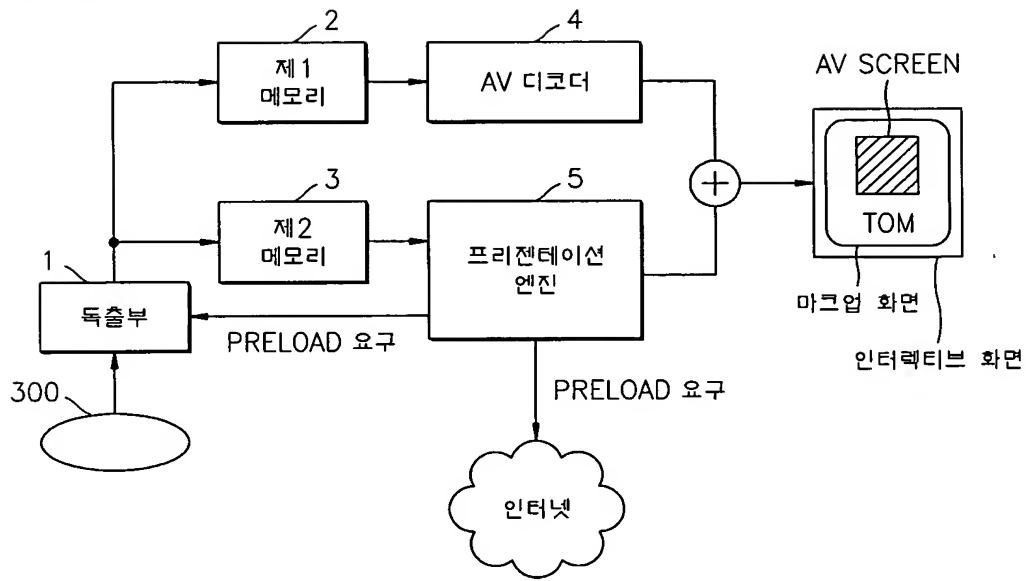 2
제1
메모리
4
AV 디코더
AV SCREEN
TOM
마크업 화면
인터렉티브 화면
3
제2
메모리
5
프리젠테이션
엔진
1
독출부
PRELOAD 요구
300
PRELOAD 요구
인터넷